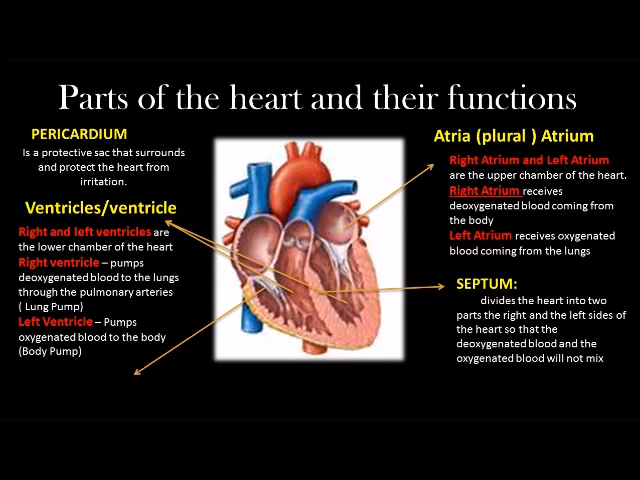 Parts of the heart and their functions
PERICARDIUM
Is a protective sac that surrounds
and protect the heart from
irritation.
Ventricles/ventricle
Right and left ventricles are
the lower chamber of the heart
Right ventricle – pumps
deoxygenated blood to the lungs
through the pulmonary arteries
( Lung Pump)
Left Ventricle – Pumps
oxygenated blood to the body
(Body Pump)
Atria (plural ) Atrium
Right Atrium and Left Atrium
are the upper chamber of the heart.
Right Atrium receives
deoxygenated blood coming from
the body
Left Atrium receives oxygenated
blood coming from the lungs
SEPTUM:
divides the heart into two
parts the right and the left sides of
the heart so that the
deoxygenated blood and the
oxygenated blood will not mix